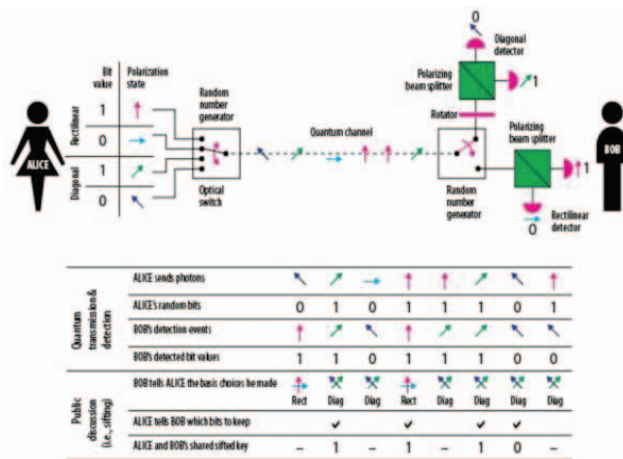 Bit value
Polarization state
Rectilinear
Diagonal
1
0
1
0
ALICE
Random number generator
Optical switch
Quantum channel
0
Diagonal detector
Polarizing beam splitter
1
Rotator
Polarizing beam splitter
1
Random number generator
0
Rectilinear detector
BOB
Quantum transmission & detection
ALICE sends photons
ALICE's random bits 0 1 0 1 1 1 0 1
BOB's detection events
BOB's detected bit values 1 1 0 1 1 1 0 0
Public discussion (i.e., sifting)
BOB tells ALICE the basis choices he made
Rect Diag Diag Rect Diag Diag Diag Diag
ALICE tells BOB which bits to keep ✓ ✓ ✓ ✓
ALICE and BOB's shared sifted key – 1 – 1 – 1 0 –